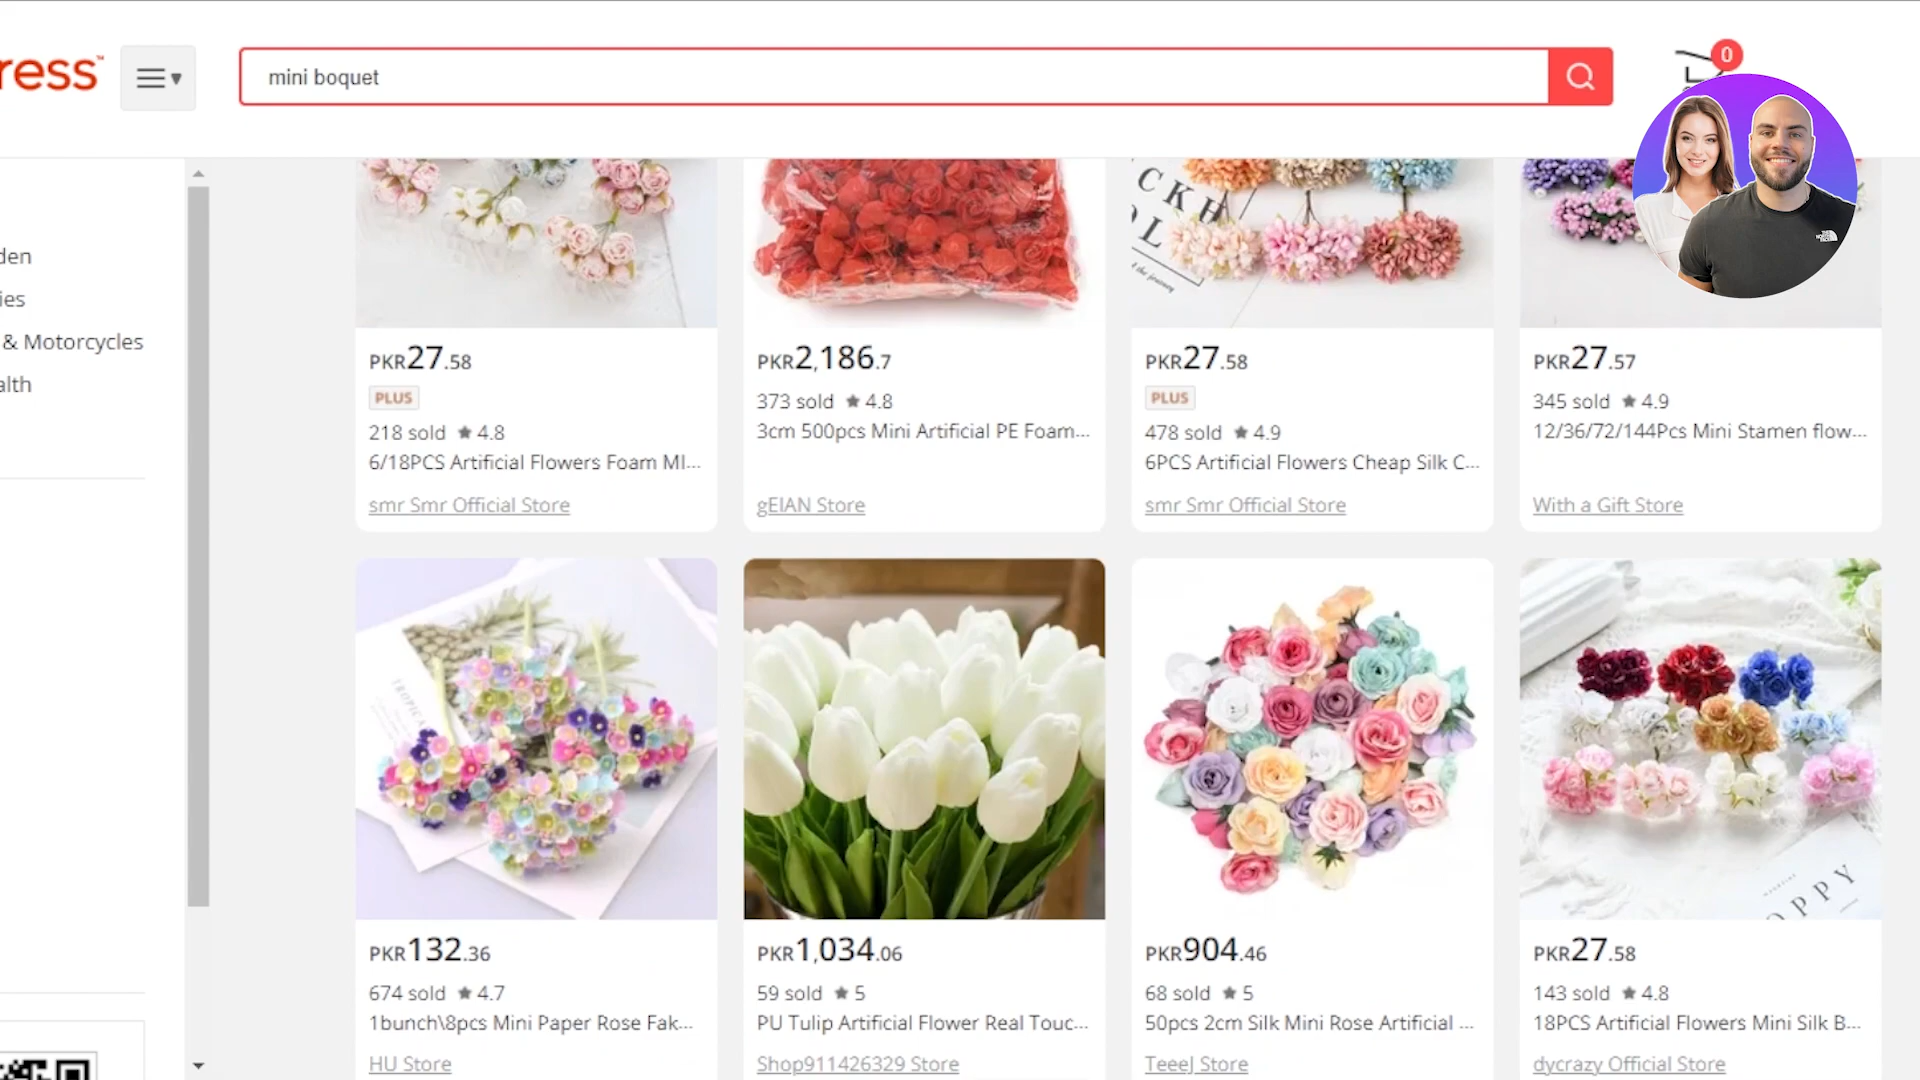 ress™
mini boquet
0
den
ies
& Motorcycles
alth
CKH
OL
PKR27.58
PLUS
218 sold ★ 4.8
6/18PCS Artificial Flowers Foam MI...
smr Smr Official Store
PKR2,186.7
373 sold ★ 4.8
3cm 500pcs Mini Artificial PE Foam...
gEIAN Store
PKR27.58
PLUS
478 sold ★ 4.9
6PCS Artificial Flowers Cheap Silk C...
smr Smr Official Store
PKR27.57
345 sold ★ 4.9
12/36/72/144Pcs Mini Stamen flow...
With a Gift Store
TROPICA
OPPY
PKR132.36
674 sold ★ 4.7
1bunch\8pcs Mini Paper Rose Fak...
HU Store
PKR1,034.06
59 sold ★ 5
PU Tulip Artificial Flower Real Touc...
Shop911426329 Store
PKR904.46
68 sold ★ 5
50pcs 2cm Silk Mini Rose Artificial ...
TeeeJ Store
PKR27.58
143 sold ★ 4.8
18PCS Artificial Flowers Mini Silk B...
dycrazy Official Store